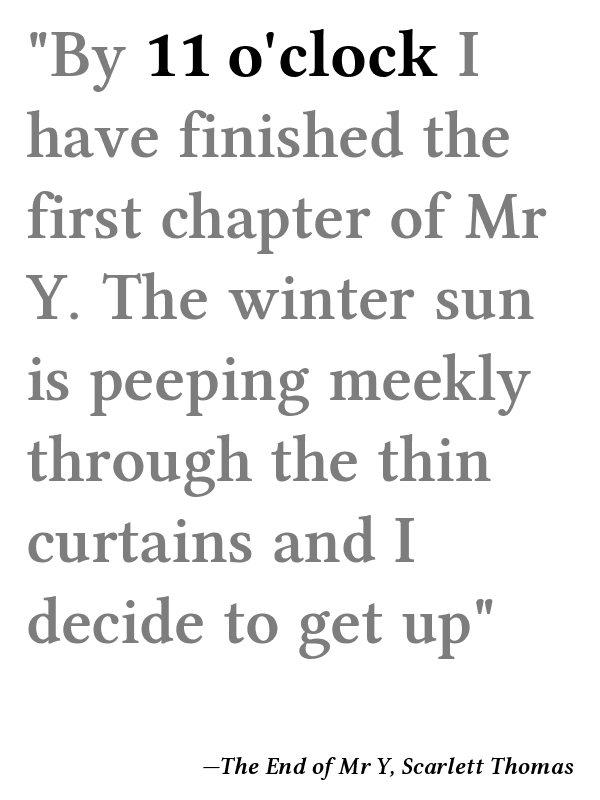 "By 11 o'clock I
have finished the
first chapter of Mr
Y. The winter sun
is peeping meekly
through the thin
curtains and I
decide to get up"
—The End of Mr Y, Scarlett Thomas